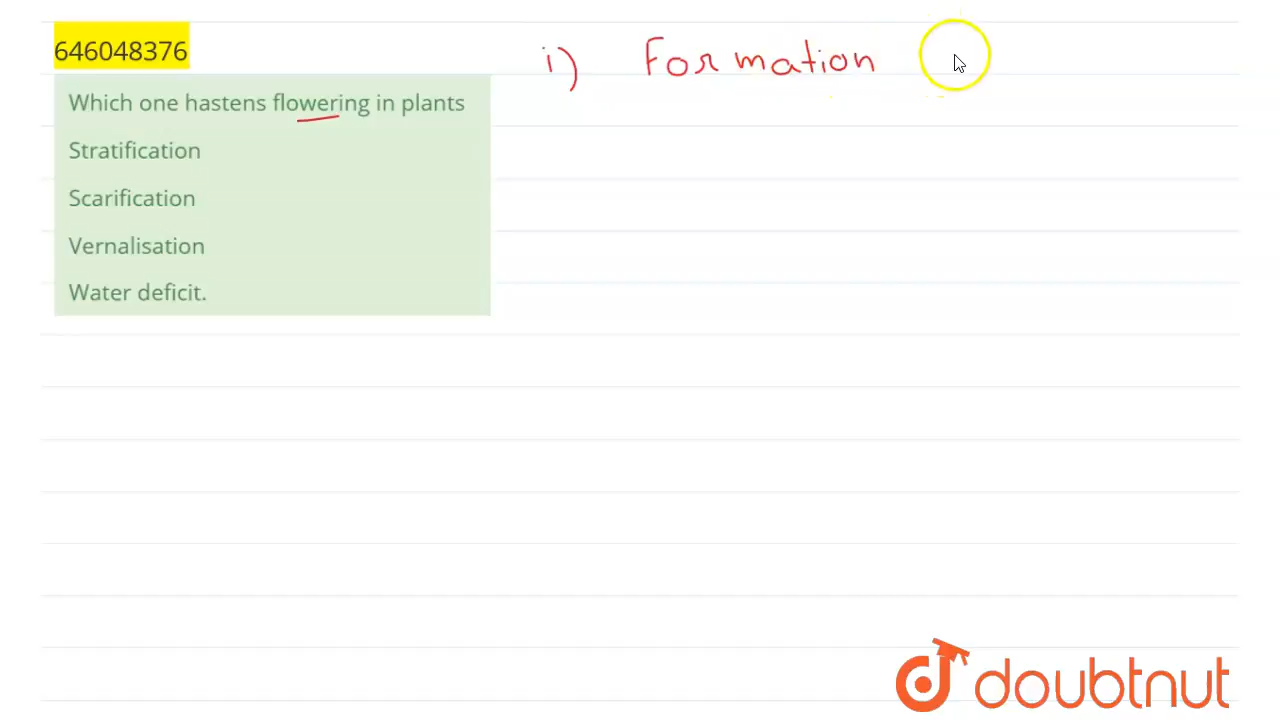 646048376
i) Formation
Which one hastens flowering in plants
Stratification
Scarification
Vernalisation
Water deficit.
doubtnut